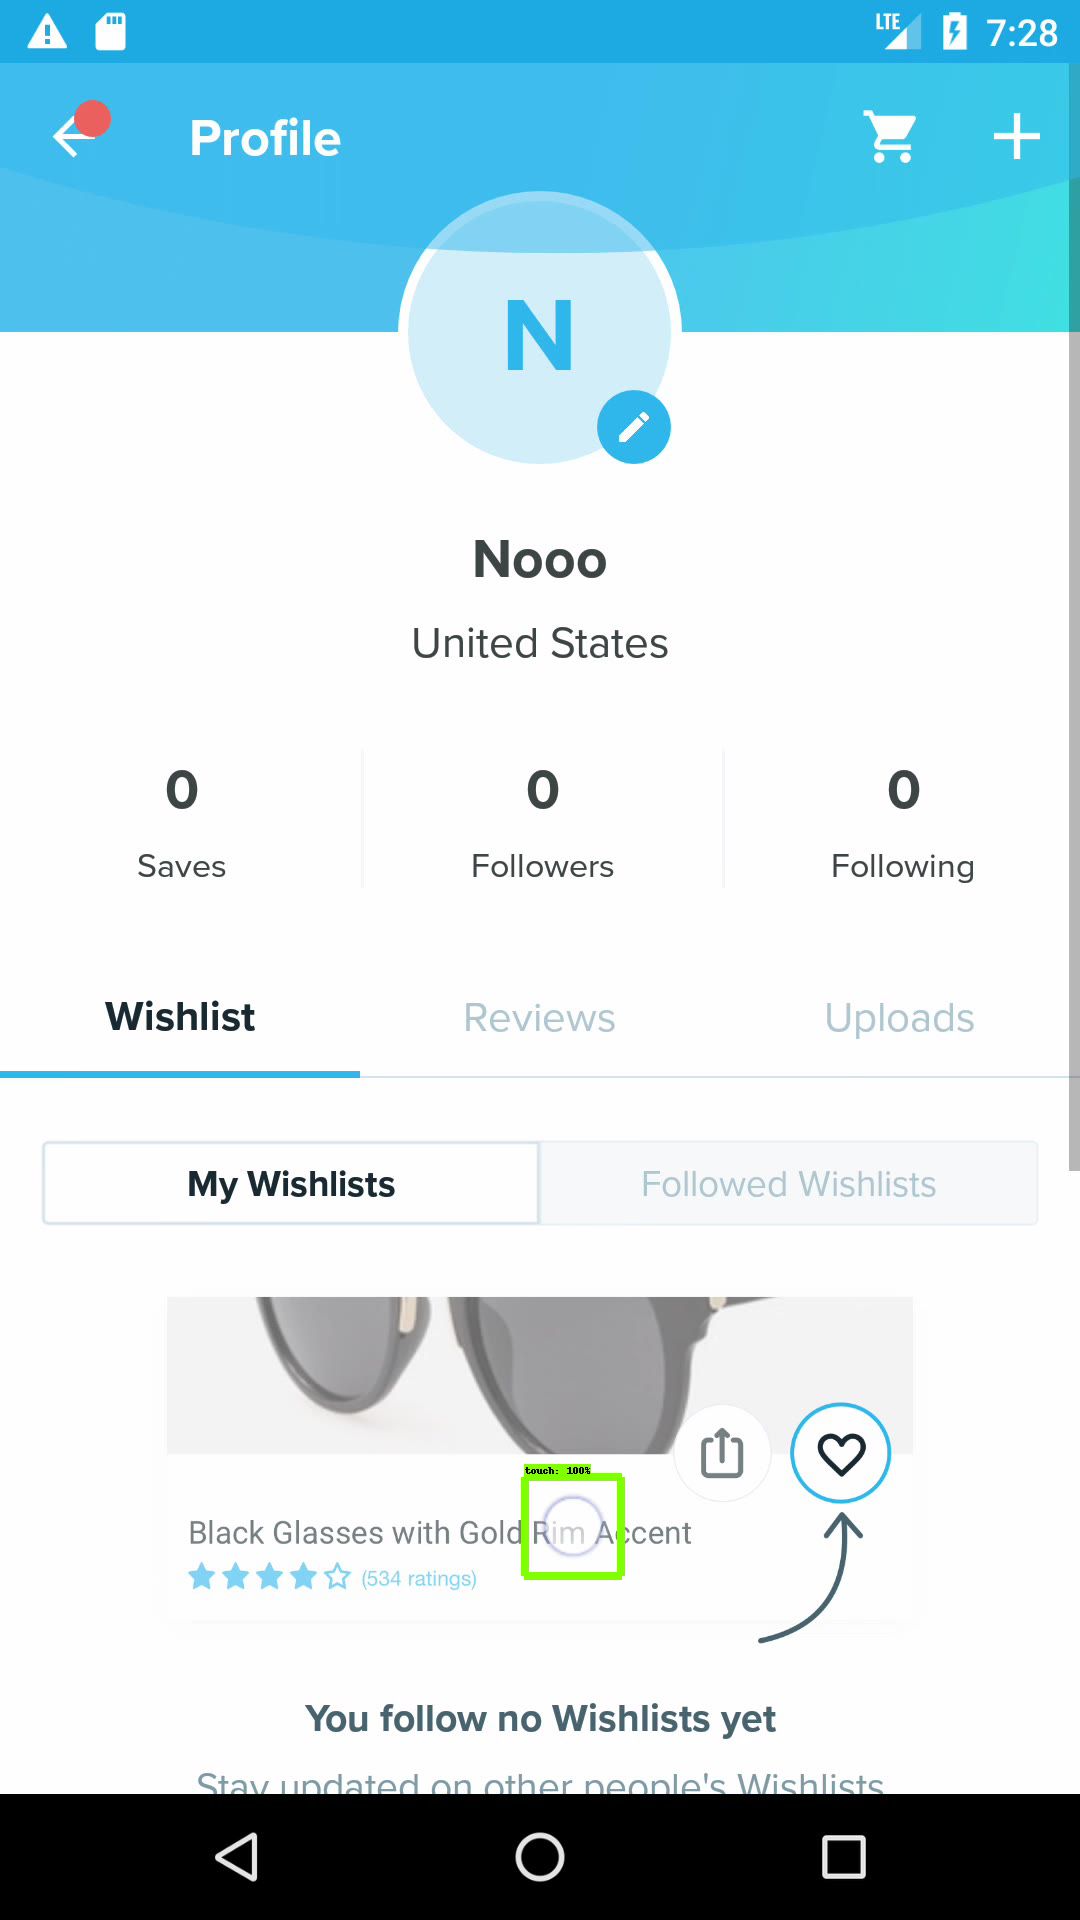 LTE 7:28
Profile
N
Nooo
United States
0 0 0
Saves Followers Following
Wishlist Reviews Uploads
My Wishlists Followed Wishlists
touch: 100%
Black Glasses with Gold Rim Accent
(534 ratings)
You follow no Wishlists yet
Stay updated on other people's Wishlists